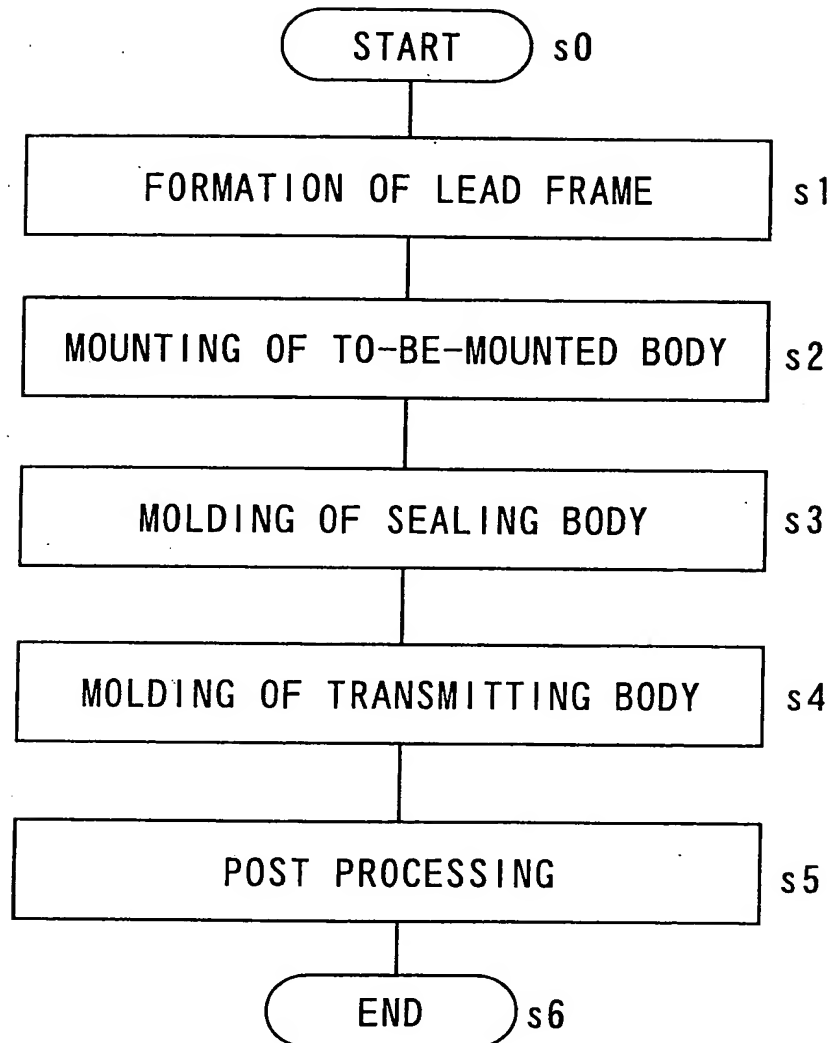 START s0
FORMATION OF LEAD FRAME s1
MOUNTING OF TO-BE-MOUNTED BODY s2
MOLDING OF SEALING BODY s3
MOLDING OF TRANSMITTING BODY s4
POST PROCESSING s5
END s6